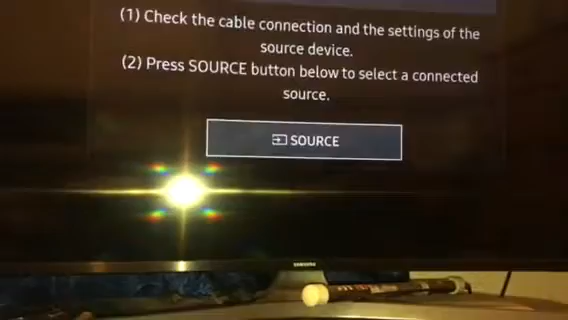 (1) Check the cable connection and the settings of the
source device.
(2) Press SOURCE button below to select a connected
source.
SOURCE
SAMSUNG